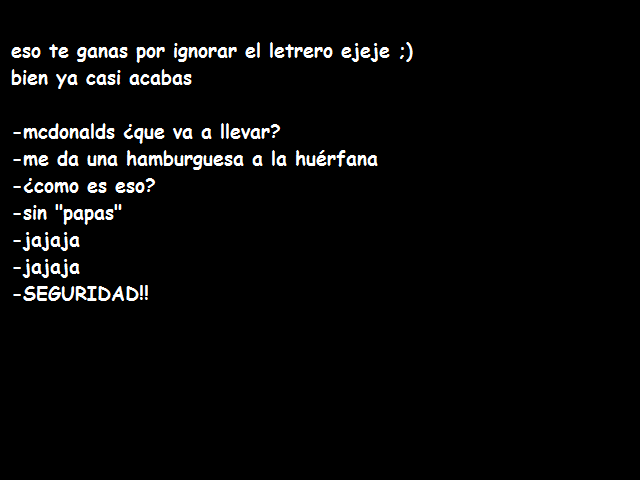 eso te ganas por ignorar el letrero ejeje ;)
bien ya casi acabas
-mcdonalds ¿que va a llevar?
-me da una hamburguesa a la huérfana
-¿como es eso?
-sin "papas"
-jajaja
-jajaja
-SEGURIDAD!!